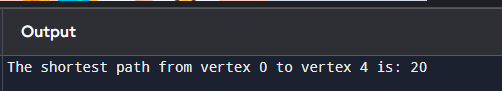 Output
The shortest path from vertex 0 to vertex 4 is: 20